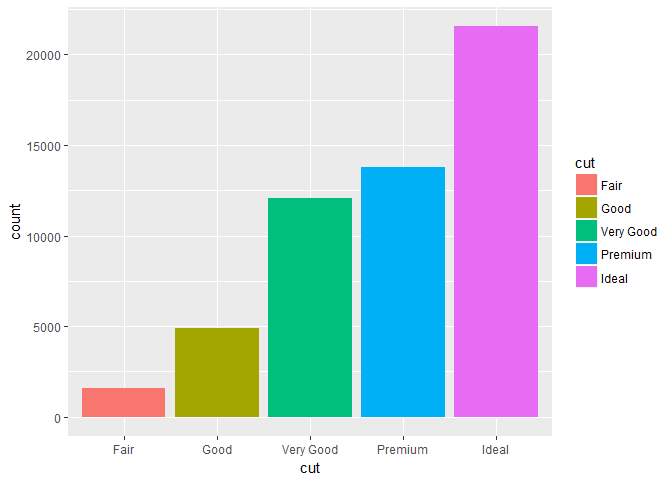 20000
15000
10000
5000
0
count
Fair Good Very Good Premium Ideal
cut
cut
Fair
Good
Very Good
Premium
Ideal